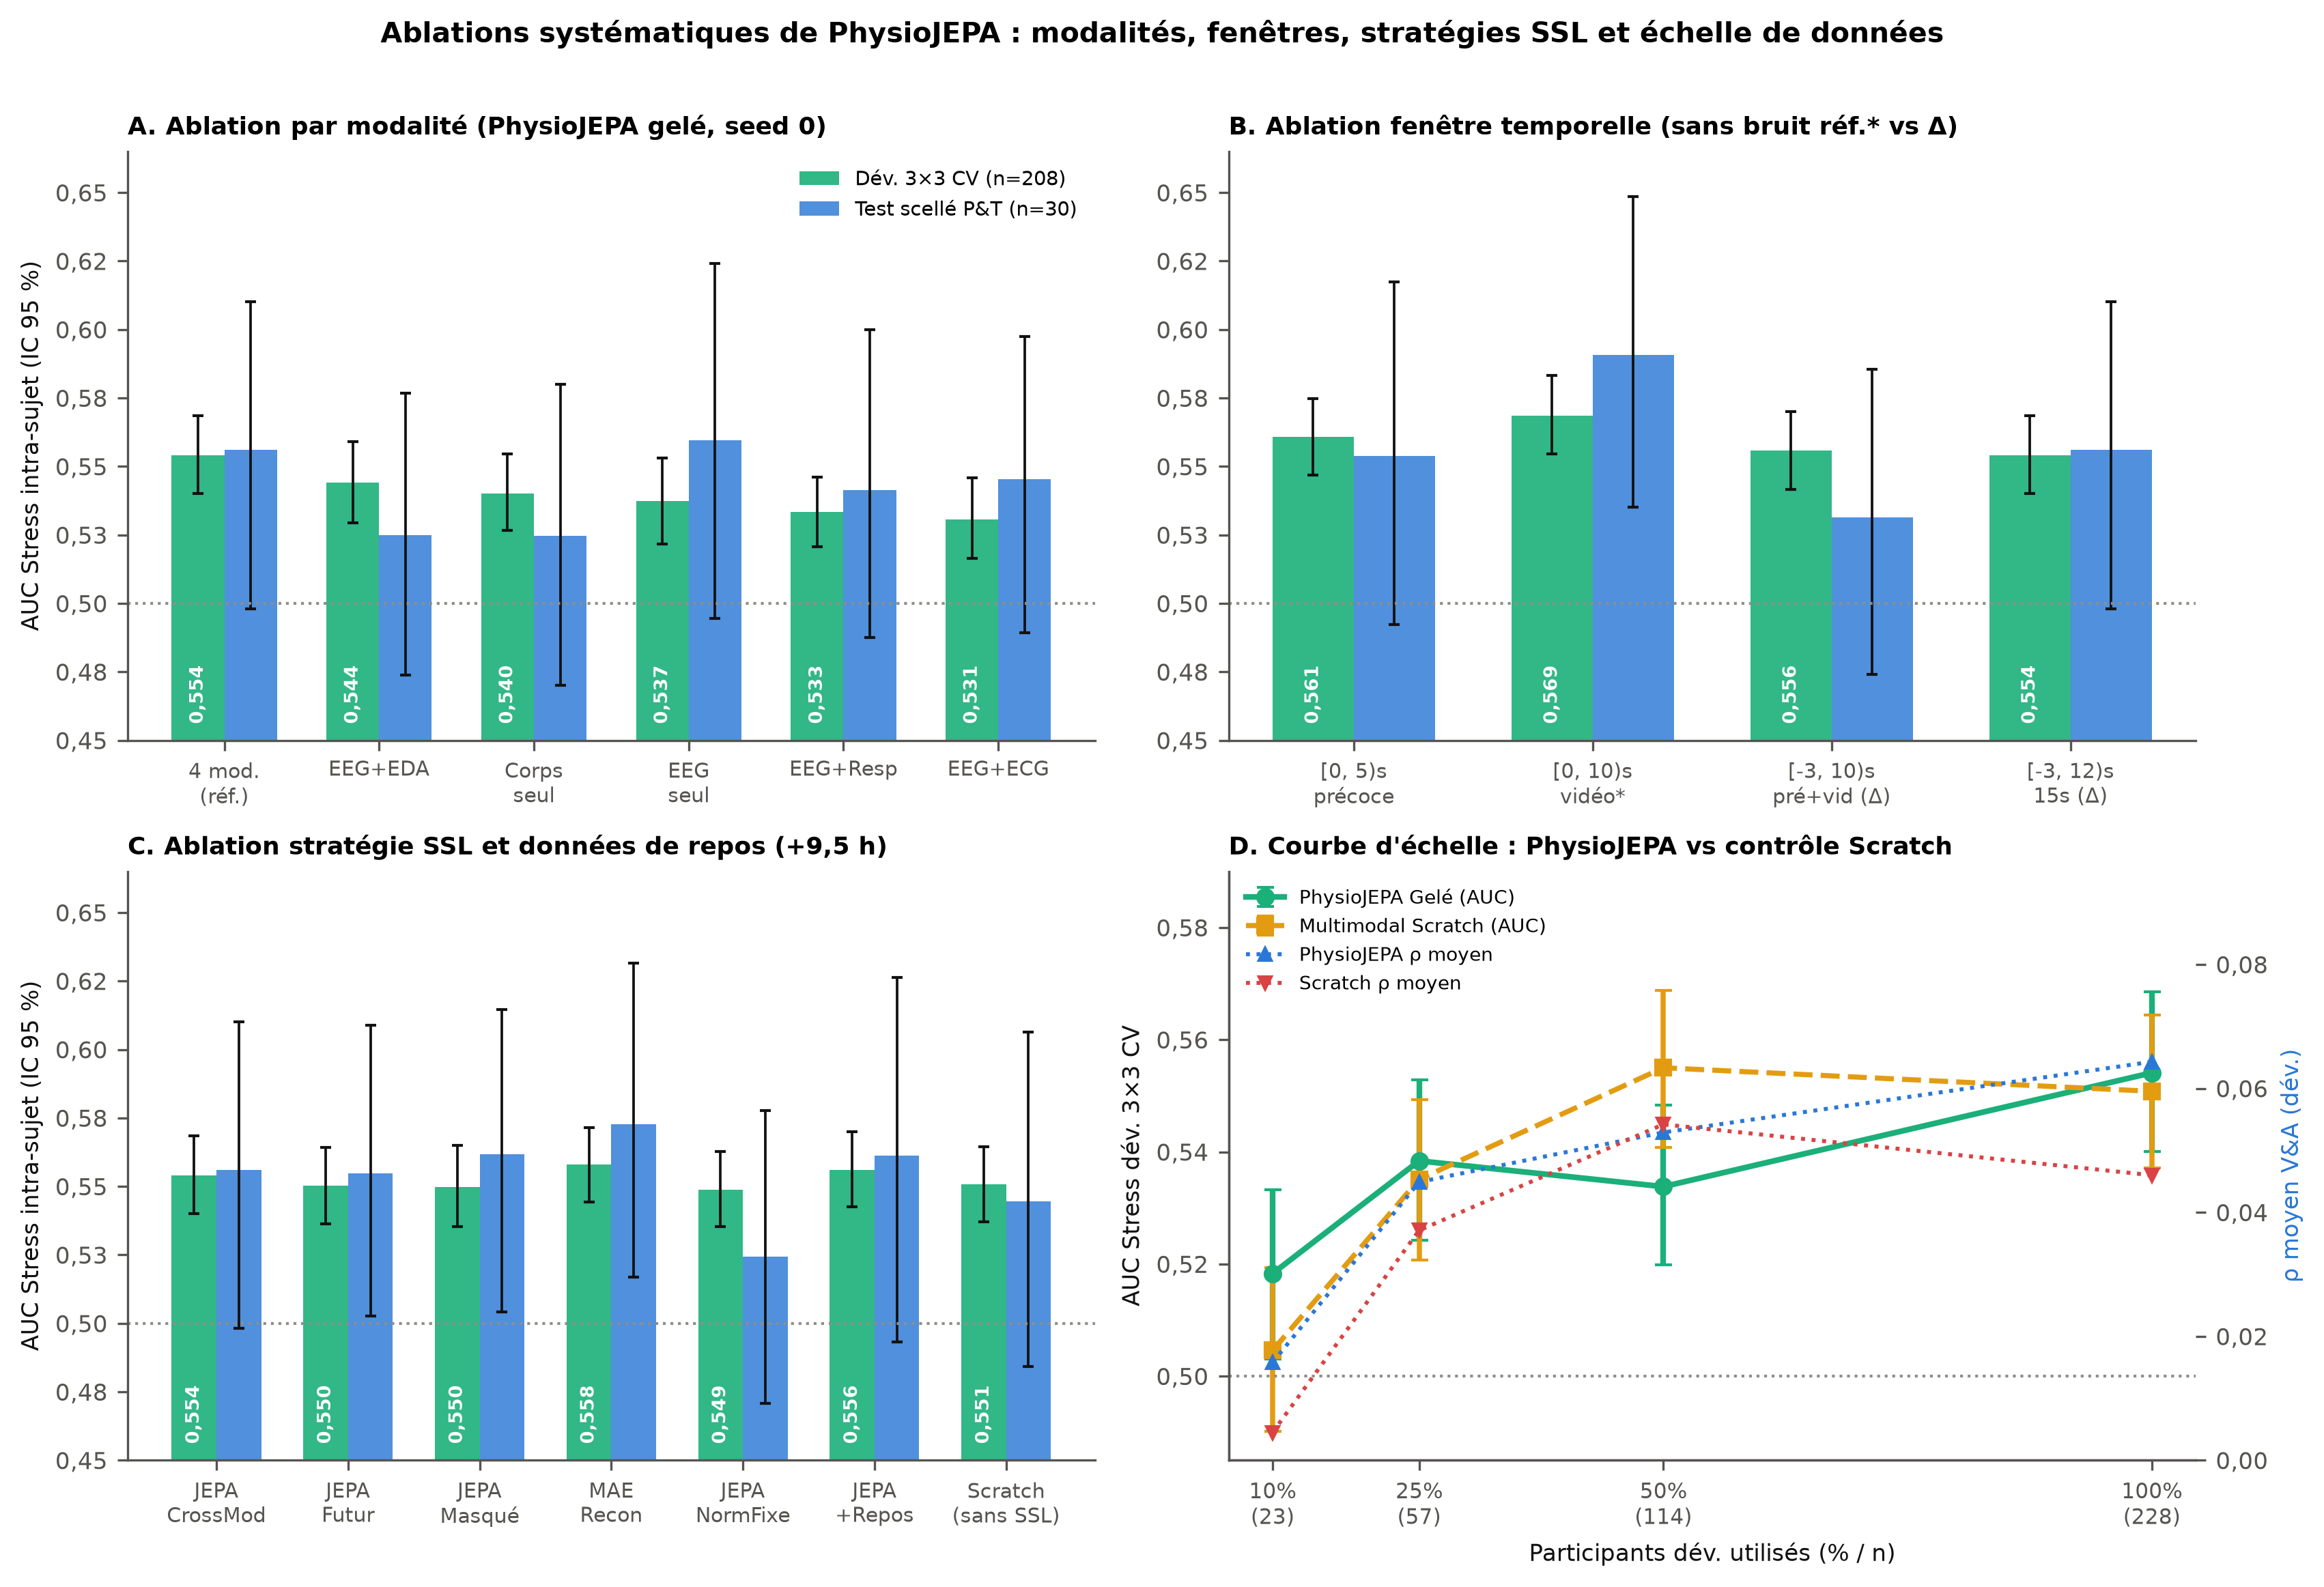 Ablations systématiques de PhysioJEPA : modalités, fenêtres, stratégies SSL et échelle de données
A. Ablation par modalité (PhysioJEPA gelé, seed 0)
AUC Stress intra-sujet (IC 95 %)
0,65
0,62
0,60
0,58
0,55
0,53
0,50
0,48
0,45
Dév. 3×3 CV (n=208)
Test scellé P&T (n=30)
0,554
0,544
0,540
0,537
0,533
0,531
4 mod.
(réf.)
EEG+EDA
Corps
seul
EEG
seul
EEG+Resp
EEG+ECG
B. Ablation fenêtre temporelle (sans bruit réf.* vs Δ)
0,65
0,62
0,60
0,58
0,55
0,53
0,50
0,48
0,45
0,561
0,569
0,556
0,554
[0, 5)s
précoce
[0, 10)s
vidéo*
[-3, 10)s
pré+vid (Δ)
[-3, 12)s
15s (Δ)
C. Ablation stratégie SSL et données de repos (+9,5 h)
AUC Stress intra-sujet (IC 95 %)
0,65
0,62
0,60
0,58
0,55
0,53
0,50
0,48
0,45
0,554
0,550
0,550
0,558
0,549
0,556
0,551
JEPA
CrossMod
JEPA
Futur
JEPA
Masqué
MAE
Recon
JEPA
NormFixe
JEPA
+Repos
Scratch
(sans SSL)
D. Courbe d'échelle : PhysioJEPA vs contrôle Scratch
AUC Stress dév. 3×3 CV
0,58
0,56
0,54
0,52
0,50
PhysioJEPA Gelé (AUC)
Multimodal Scratch (AUC)
PhysioJEPA ρ moyen
Scratch ρ moyen
0,08
0,06
0,04
0,02
0,00
ρ moyen V&A (dév.)
10%
(23)
25%
(57)
50%
(114)
100%
(228)
Participants dév. utilisés (% / n)